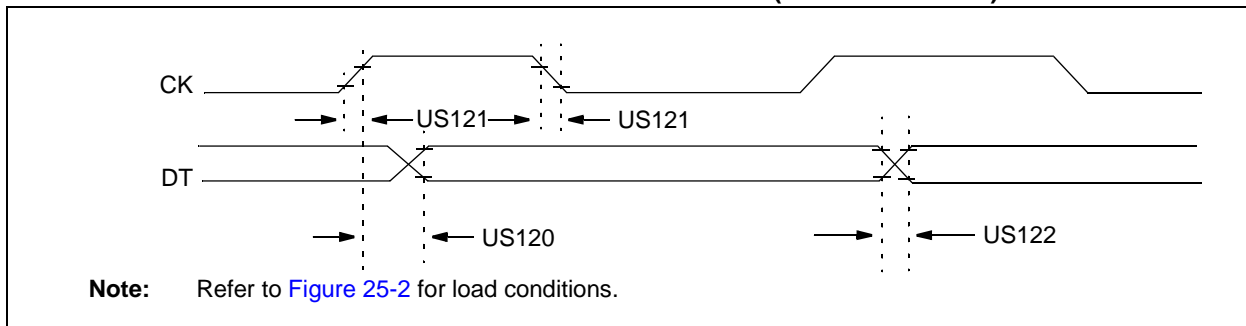 CK
US121 US121
DT
US120 US122
Note: Refer to Figure 25-2 for load conditions.